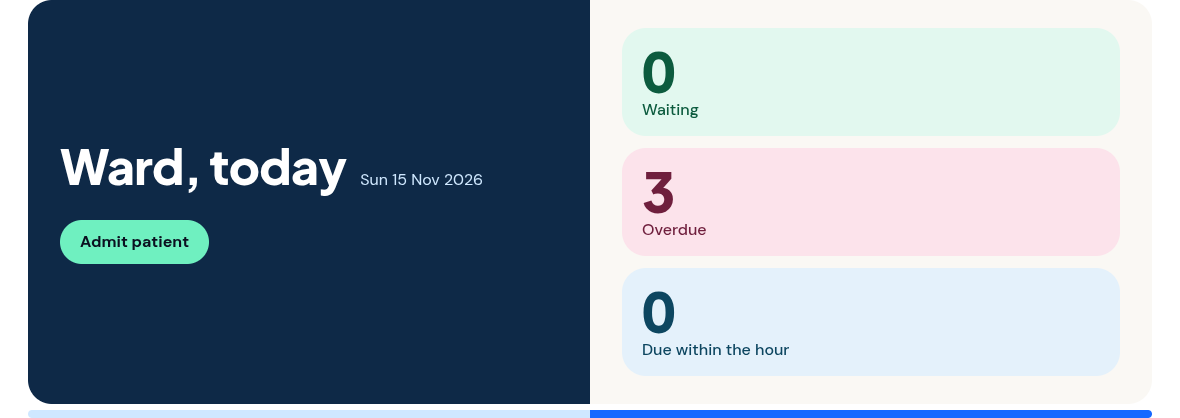 Ward, today Sun 15 Nov 2026
Admit patient
0
Waiting
3
Overdue
0
Due within the hour